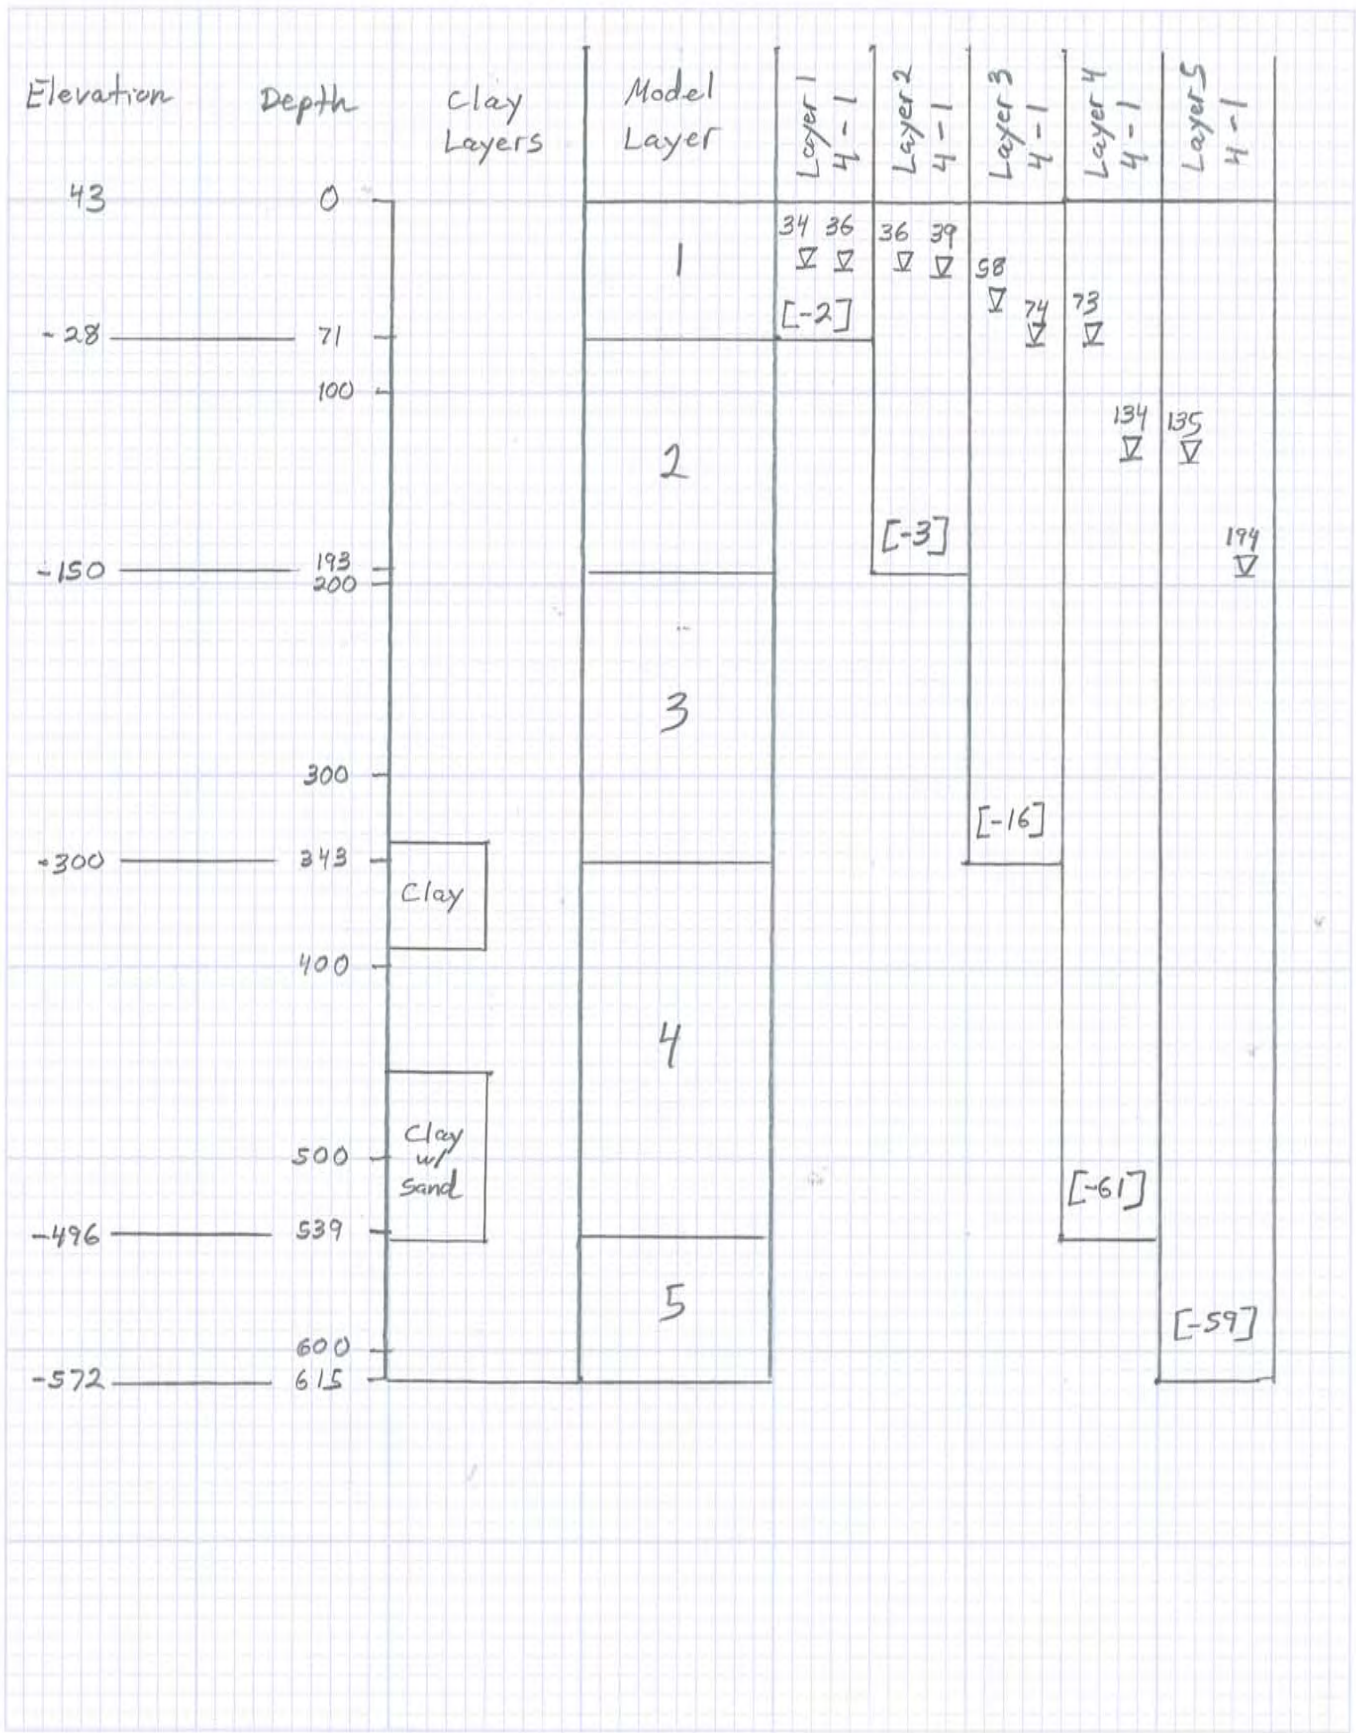 Elevation
Depth
Clay
Layers
Model
Layer
Layer 1
4-1
Layer 2
4-1
Layer 3
4-1
Layer 4
4-1
Layer 5
4-1
43
0
34 36
36 39
58
74
73
1
[-2]
-28
71
100
134
135
2
[-3]
194
-150
193
200
3
300
[-16]
-300
343
Clay
400
4
Clay
w/
Sand
500
[-61]
-496
539
5
[-59]
600
-572
615